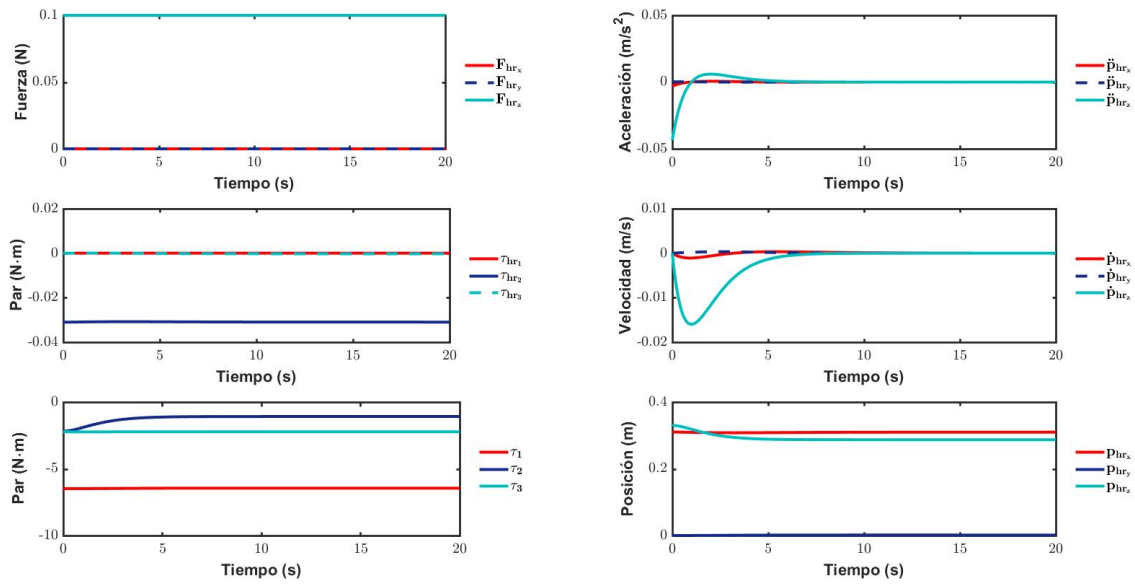 Fuerza (N)
0.1
0.05
0
0 5 10 15 20
Tiempo (s)
F_hr_x
F_hr_y
F_hr_z
Aceleración (m/s²)
0.05
0
-0.05
0 5 10 15 20
Tiempo (s)
p̈_hr_x
p̈_hr_y
p̈_hr_z
Par (N·m)
0.02
0
-0.02
-0.04
0 5 10 15 20
Tiempo (s)
τ_hr_1
τ_hr_2
τ_hr_3
Velocidad (m/s)
0.01
0
-0.01
-0.02
0 5 10 15 20
Tiempo (s)
ṗ_hr_x
ṗ_hr_y
ṗ_hr_z
Par (N·m)
0
-5
-10
0 5 10 15 20
Tiempo (s)
τ_1
τ_2
τ_3
Posición (m)
0.4
0.2
0
0 5 10 15 20
Tiempo (s)
p_hr_x
p_hr_y
p_hr_z